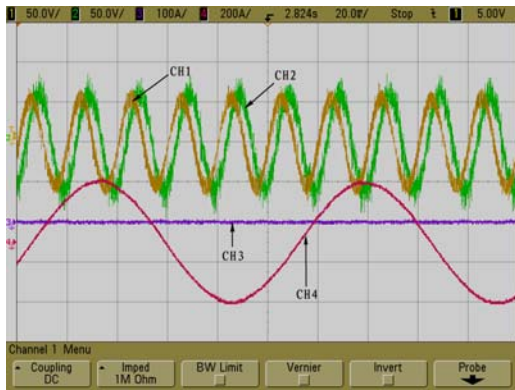 1 50.0V/ 2 50.0V/ 3 100A/ 4 200A/ 2.824s 20.0▯/ Stop 1 5.00V
CH1
CH2
CH3
CH4
Channel 1 Menu
Coupling Imped BW Limit Vernier Invert Probe
DC 1M Ohm